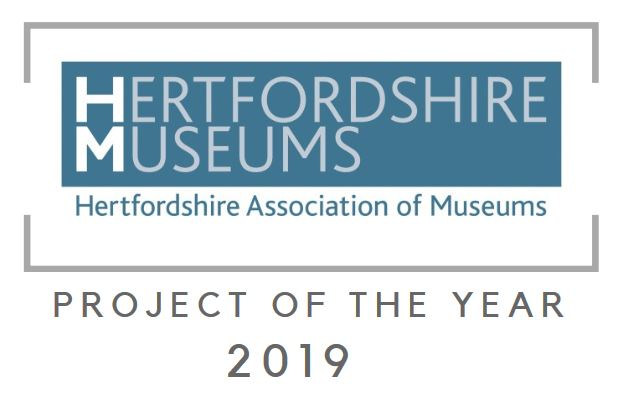 HERTFORDSHIRE
MUSEUMS
Hertfordshire Association of Museums
PROJECT OF THE YEAR
2019